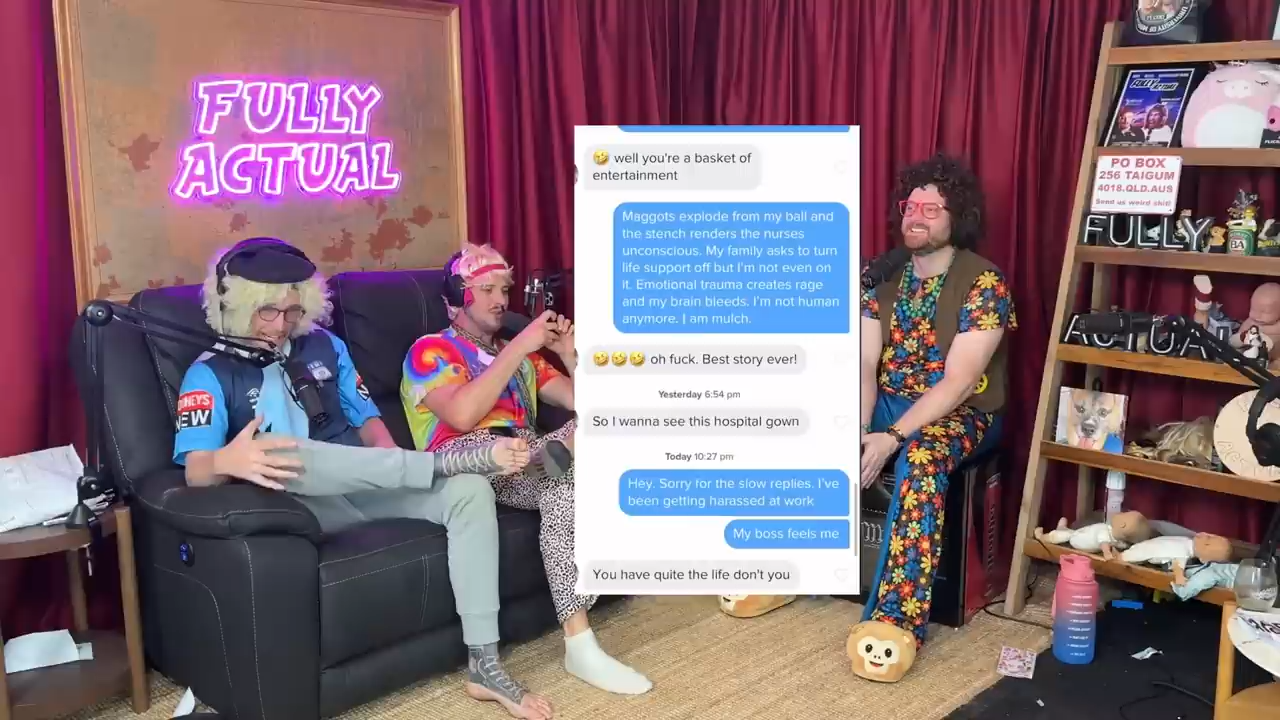 FULLY
ACTUAL
🤣 well you're a basket of
entertainment
Maggots explode from my ball and
the stench renders the nurses
unconscious. My family asks to turn
life support off but I'm not even on
it. Emotional trauma creates rage
and my brain bleeds. I'm not human
anymore. I am mulch.
🤣🤣🤣 oh fuck. Best story ever!
Yesterday 6:54 pm
So I wanna see this hospital gown
Today 10:27 pm
Hey. Sorry for the slow replies. I've
been getting harassed at work
My boss feels me
You have quite the life don't you
PO BOX
256 TAIGUM
4018.QLD.AUS
Send us weird shit!
FULLY
ACTUAL
NEW